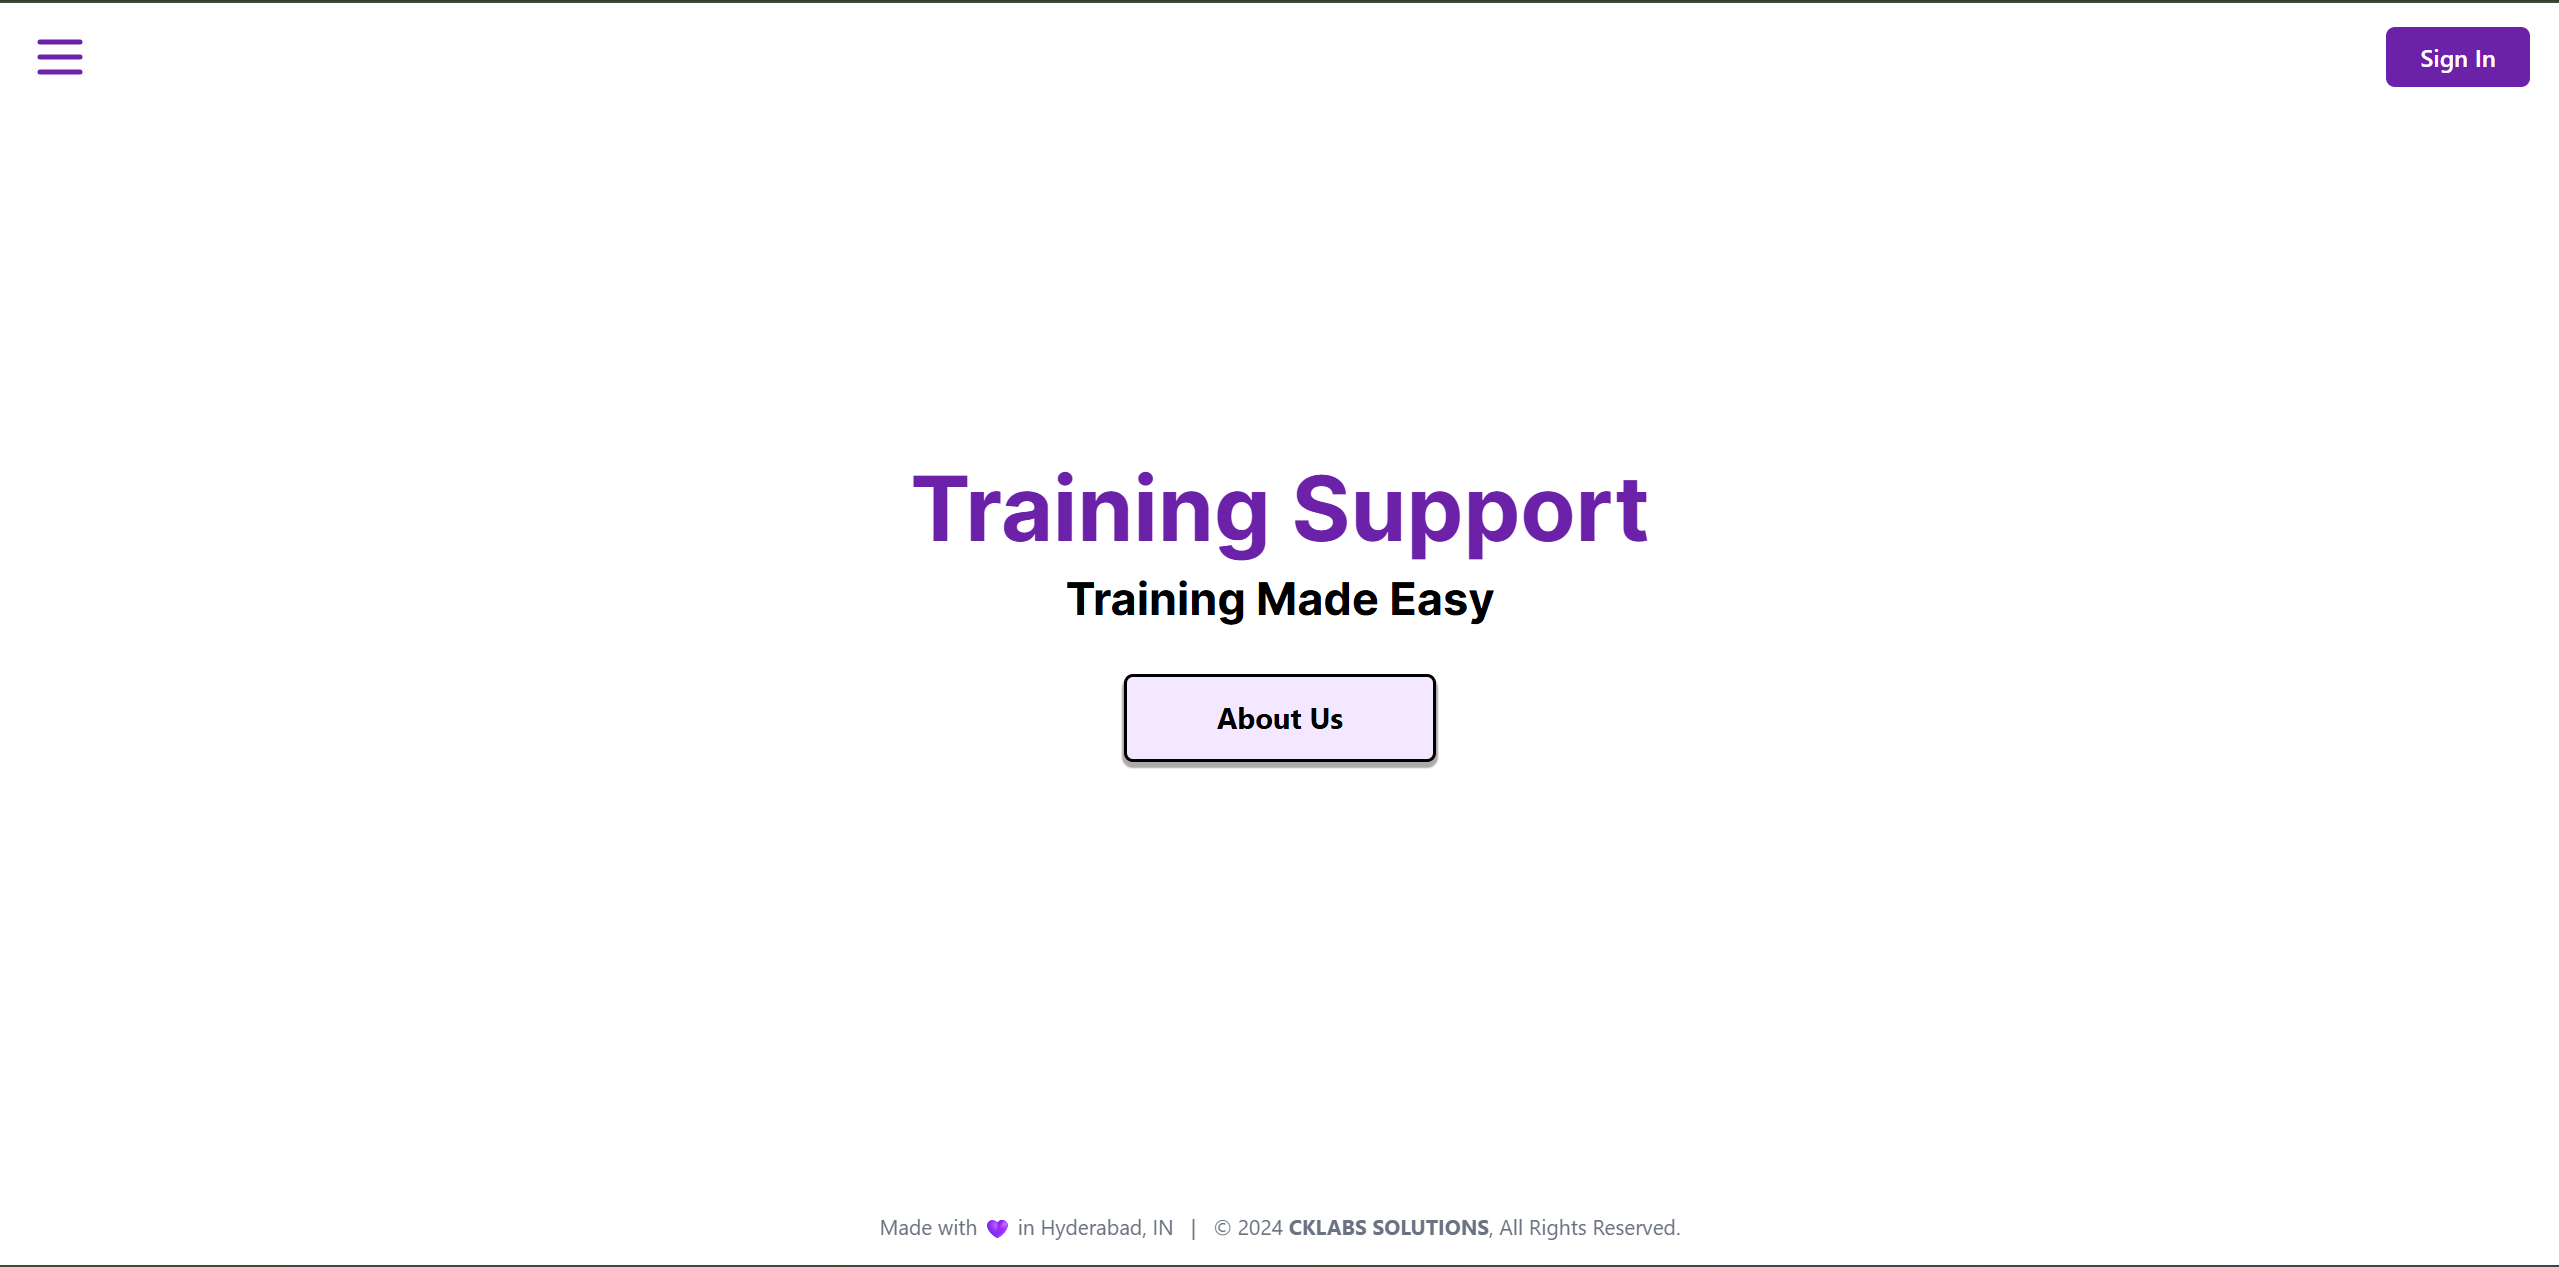 Sign In
Training Support
Training Made Easy
About Us
Made with 💜 in Hyderabad, IN | © 2024 CKLABS SOLUTIONS, All Rights Reserved.